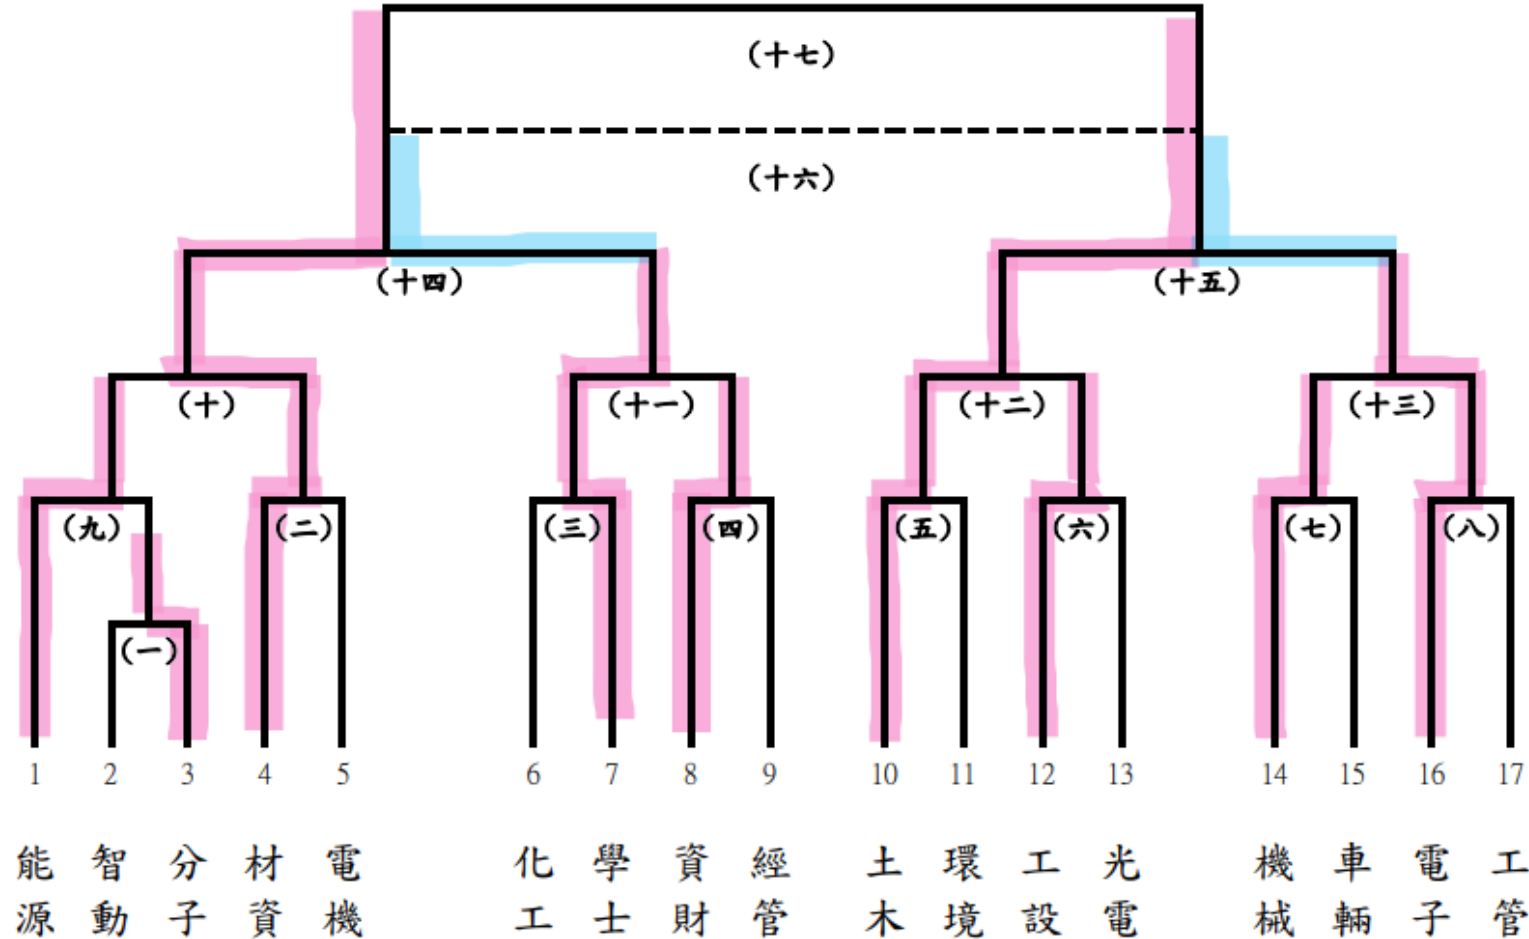 (十七)
(十六)
(十四) (十五)
(十) (十一) (十二) (十三)
(九) (二) (三) (四) (五) (六) (七) (八)
(一)
1 2 3 4 5 6 7 8 9 10 11 12 13 14 15 16 17
能源 智動 分子 材資 電機 化工 學士 資財 經管 土木 環境 工設 光電 機械 車輛 電子 工管